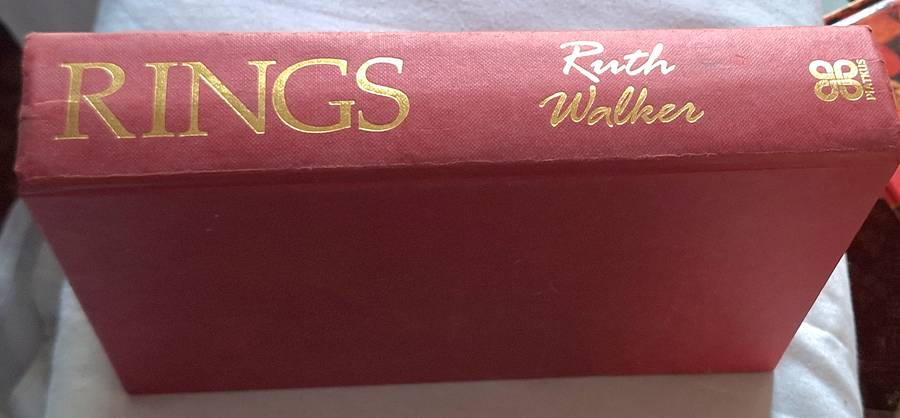 RINGS
Ruth
Walker
PIATKUS